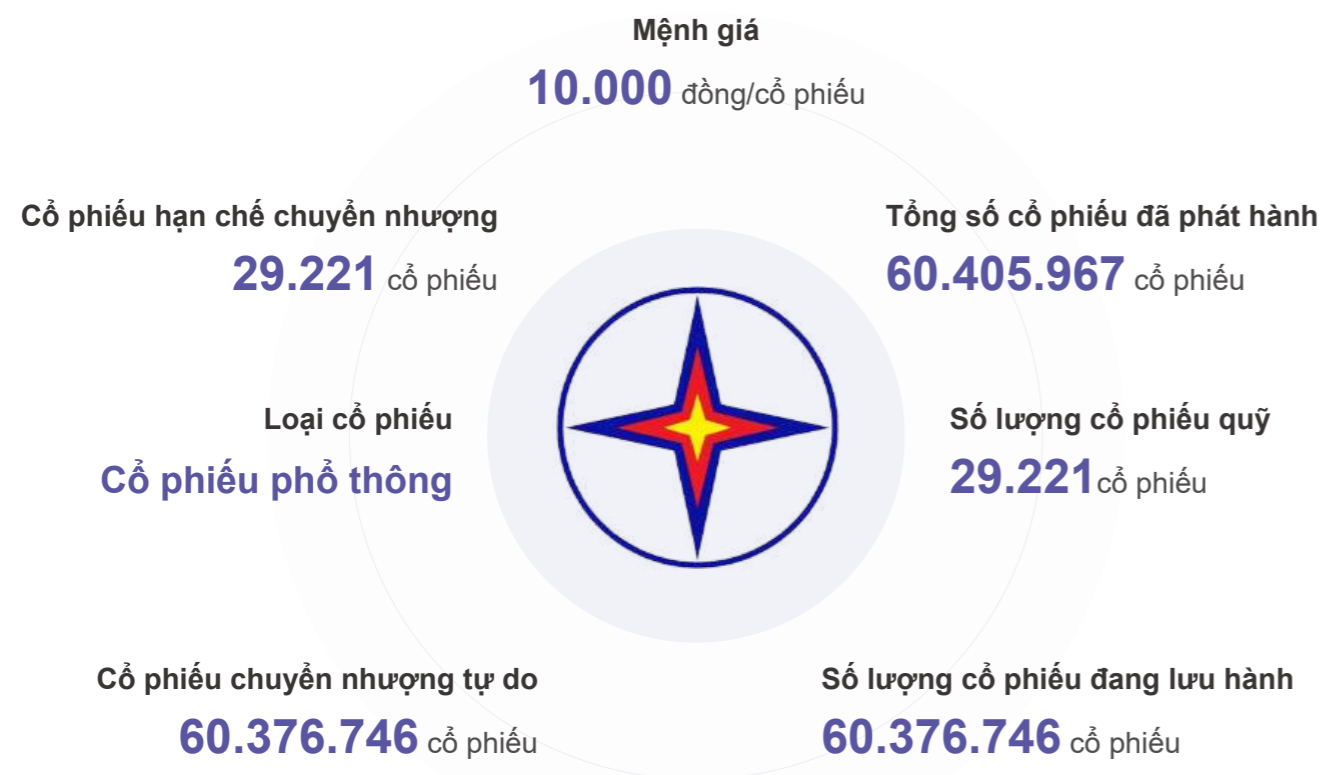 Mệnh giá
10.000 đồng/cổ phiếu
Cổ phiếu hạn chế chuyển nhượng
29.221 cổ phiếu
Tổng số cổ phiếu đã phát hành
60.405.967 cổ phiếu
Loại cổ phiếu
Cổ phiếu phổ thông
Số lượng cổ phiếu quỹ
29.221cổ phiếu
Cổ phiếu chuyển nhượng tự do
60.376.746 cổ phiếu
Số lượng cổ phiếu đang lưu hành
60.376.746 cổ phiếu